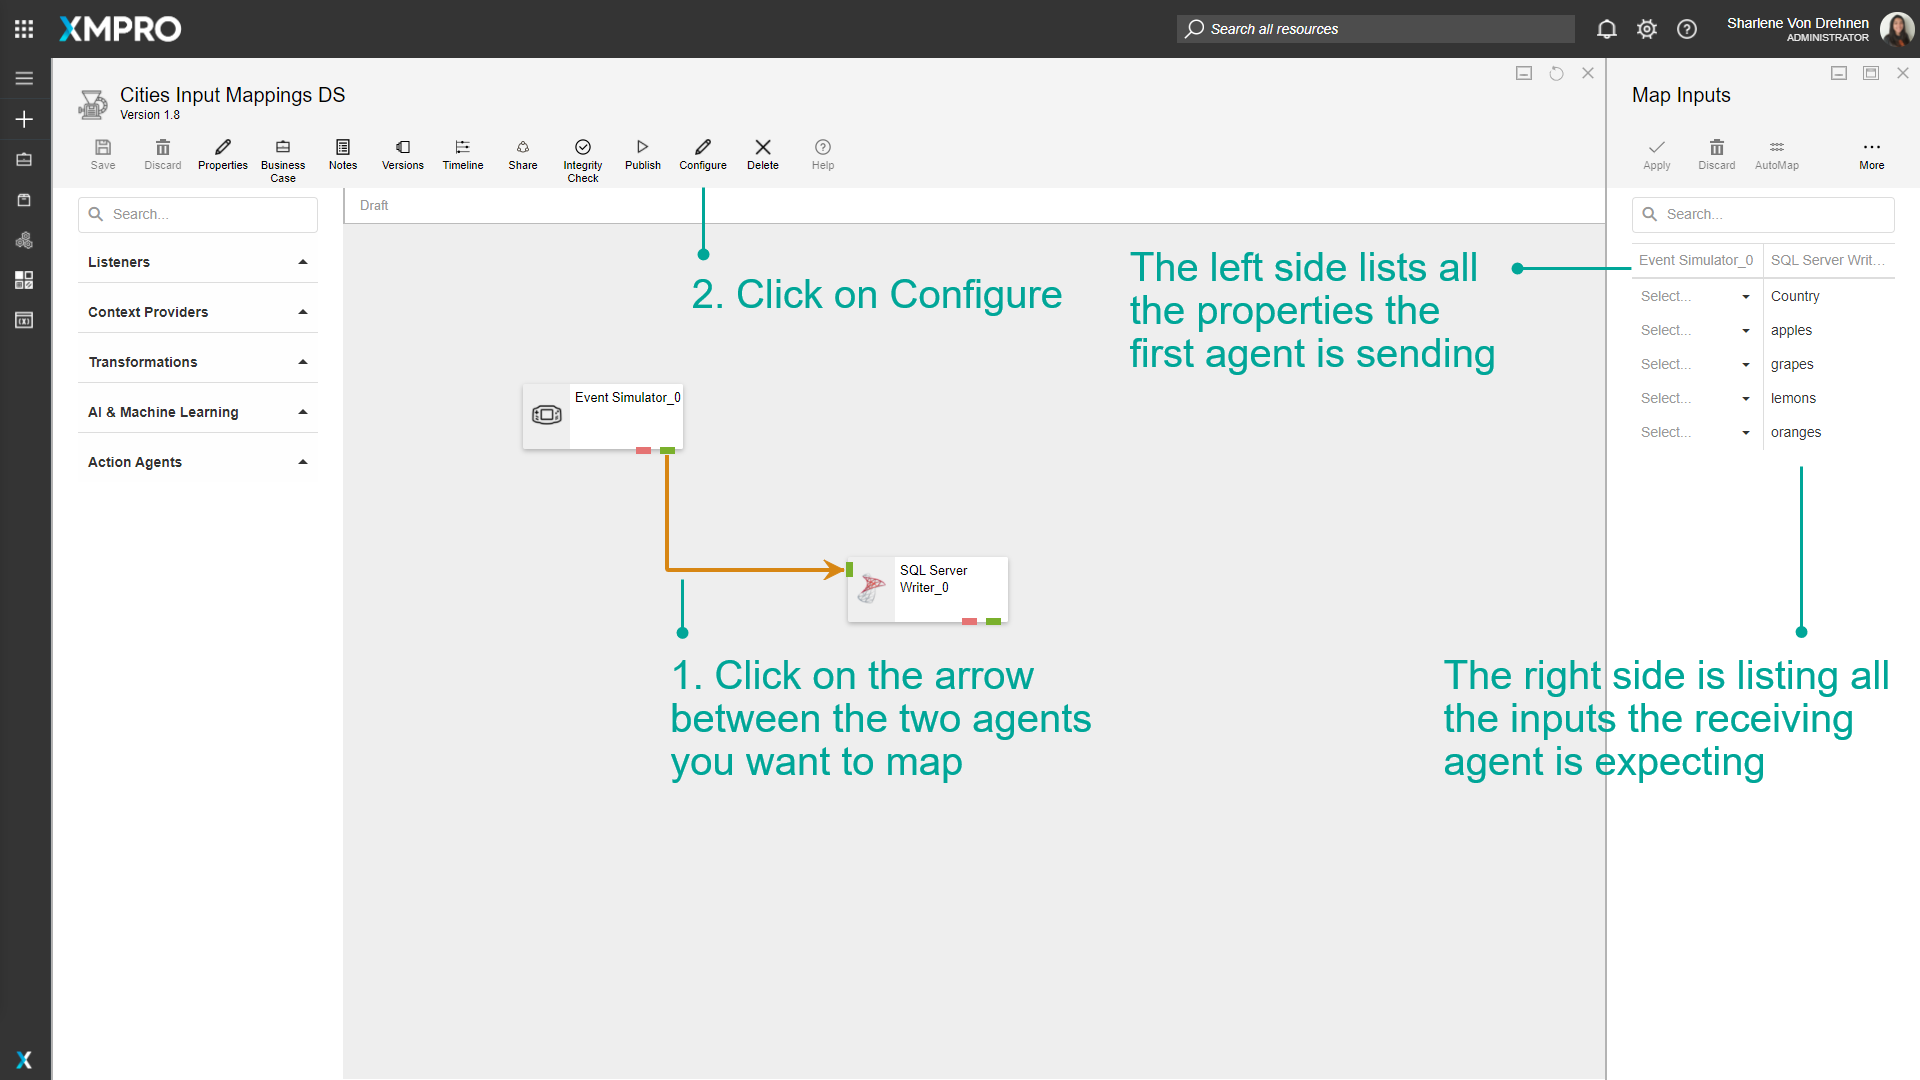 XMPRO
Search all resources
Sharlene Von Drehnen
ADMINISTRATOR
Cities Input Mappings DS
Version 1.8
Save
Discard
Properties
Business
Case
Notes
Versions
Timeline
Share
Integrity
Check
Publish
Configure
Delete
Help
Map Inputs
Apply
Discard
AutoMap
More
Search...
Listeners
Context Providers
Transformations
AI & Machine Learning
Action Agents
Draft
2. Click on Configure
The left side lists all
the properties the
first agent is sending
Event Simulator_0
SQL Server
Writer_0
1. Click on the arrow
between the two agents
you want to map
Search...
Event Simulator_0 SQL Server Writ...
Select... Country
Select... apples
Select... grapes
Select... lemons
Select... oranges
The right side is listing all
the inputs the receiving
agent is expecting